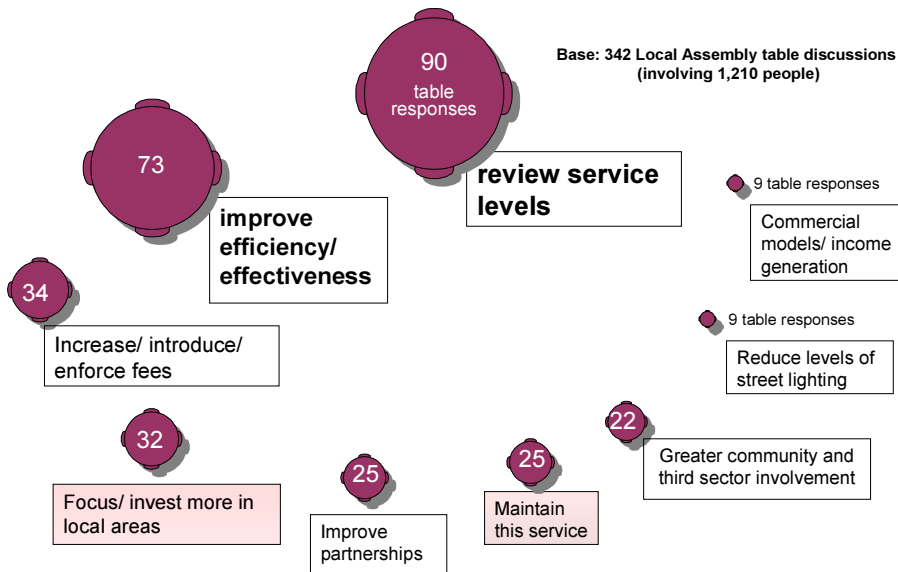 90
table
responses
Base: 342 Local Assembly table discussions
(involving 1,210 people)
73
review service
levels
improve
efficiency/
effectiveness
9 table responses
Commercial
models/ income
generation
34
Increase/ introduce/
enforce fees
9 table responses
Reduce levels of
street lighting
32
Focus/ invest more in
local areas
25
Improve
partnerships
25
Maintain
this service
22
Greater community and
third sector involvement